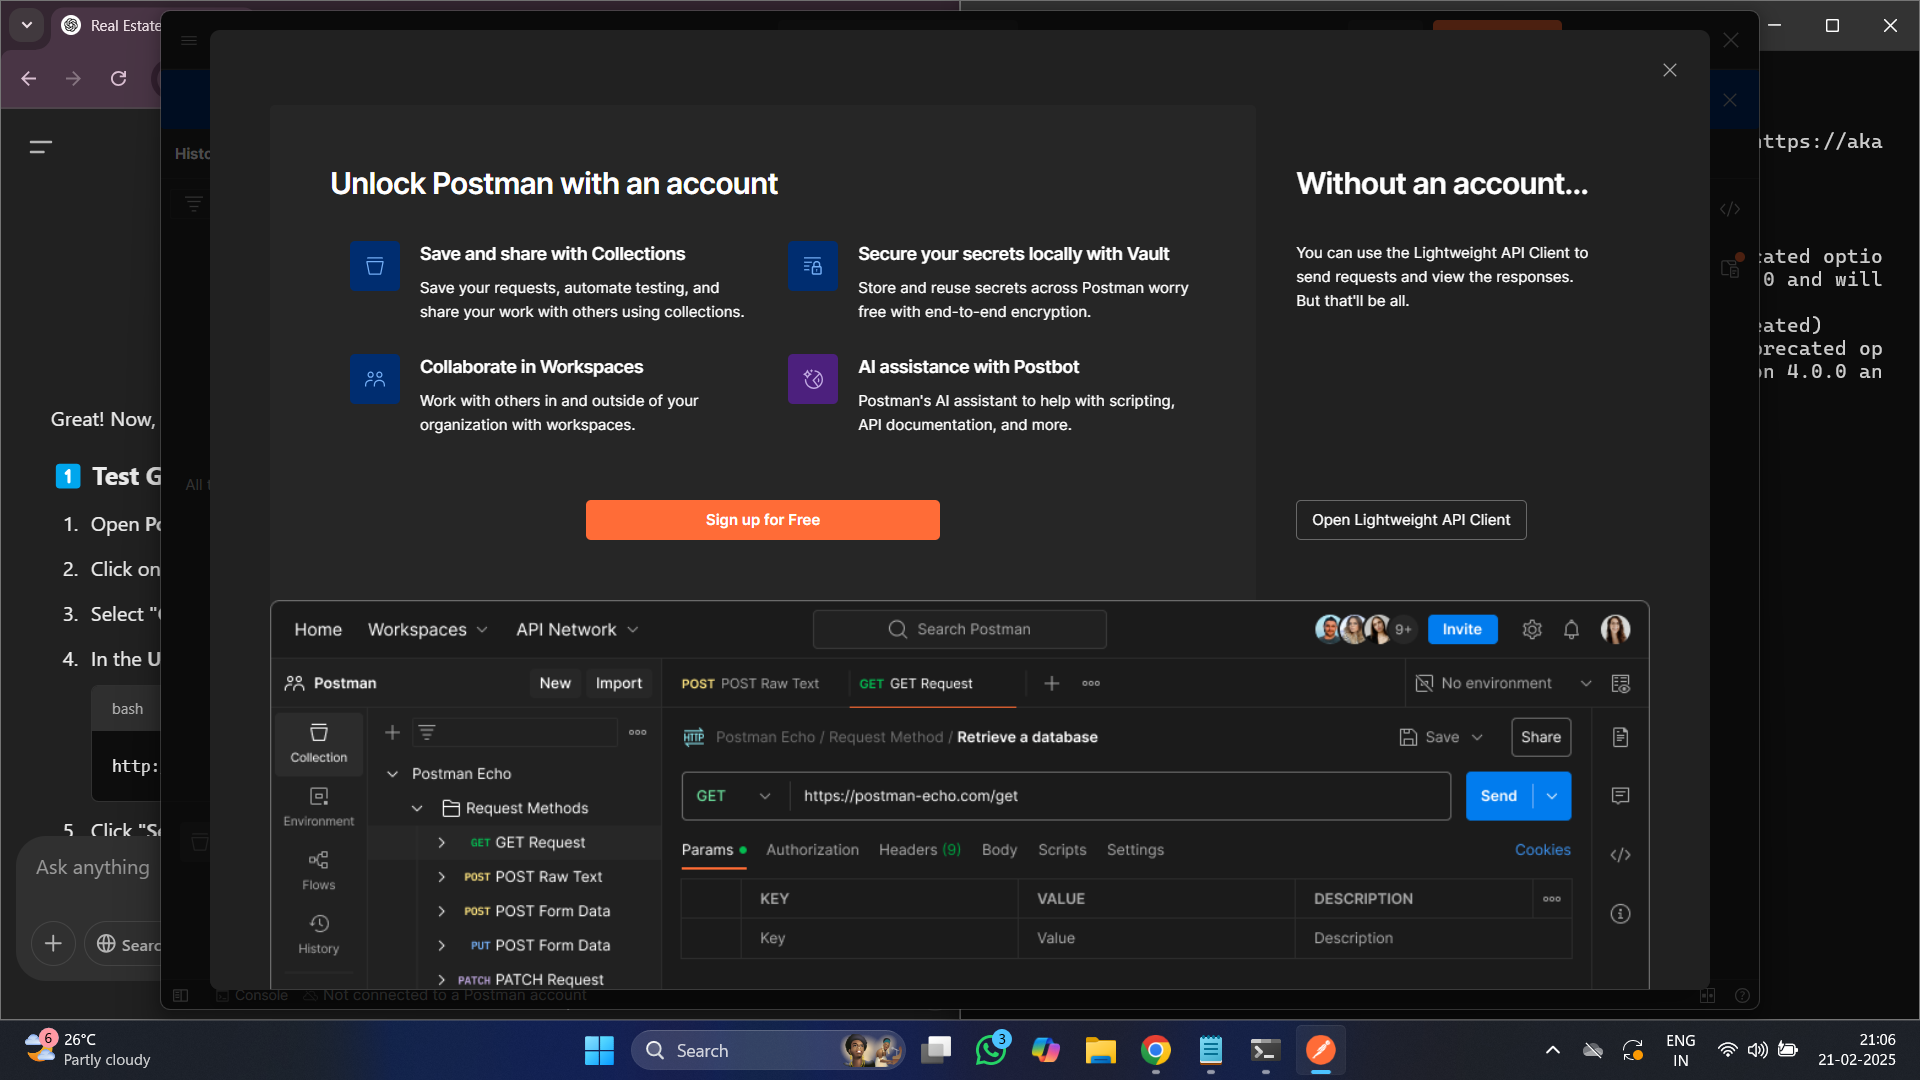 Real Estate
Histo
https://aka
Unlock Postman with an account
Save and share with Collections
Save your requests, automate testing, and
share your work with others using collections.
Secure your secrets locally with Vault
Store and reuse secrets across Postman worry
free with end-to-end encryption.
Collaborate in Workspaces
Work with others in and outside of your
organization with workspaces.
AI assistance with Postbot
Postman's AI assistant to help with scripting,
API documentation, and more.
Sign up for Free
Without an account...
You can use the Lightweight API Client to
send requests and view the responses.
But that'll be all.
Open Lightweight API Client
cated optio
0 and will
eated)
precated op
on 4.0.0 an
Great! Now,
1 Test G
All t
1. Open Po
2. Click on
3. Select "
4. In the U
bash
http:
5. Click "Se
Ask anything
Searc
Home Workspaces API Network Search Postman 9+ Invite
Postman New Import POST POST Raw Text GET GET Request No environment
Collection
Environment
Flows
History
Postman Echo
Request Methods
GET GET Request
POST POST Raw Text
POST POST Form Data
PUT POST Form Data
PATCH PATCH Request
HTTP Postman Echo / Request Method / Retrieve a database Save Share
GET https://postman-echo.com/get Send
Params Authorization Headers (9) Body Scripts Settings Cookies
KEY VALUE DESCRIPTION
Key Value Description
Console Not connected to a Postman account
6 26°C
Partly cloudy
Search
3
ENG
IN
21:06
21-02-2025